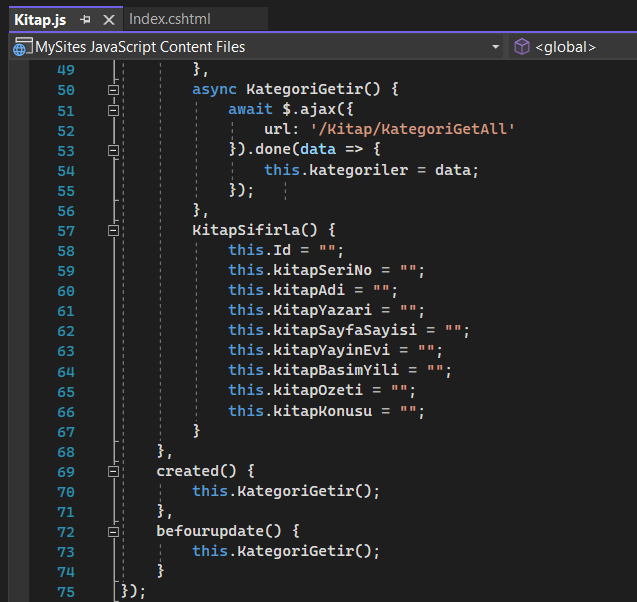 Kitap.js Index.cshtml
MySites JavaScript Content Files <global>
49 },
50 async KategoriGetir() {
51 await $.ajax({
52 url: '/Kitap/KategoriGetAll'
53 }).done(data => {
54 this.kategoriler = data;
55 });
56 },
57 KitapSifirla() {
58 this.Id = "";
59 this.kitapSeriNo = "";
60 this.kitapAdi = "";
61 this.KitapYazari = "";
62 this.kitapSayfaSayisi = "";
63 this.kitapYayinEvi = "";
64 this.kitapBasimYili = "";
65 this.kitapOzeti = "";
66 this.kitapKonusu = "";
67 }
68 },
69 created() {
70 this.KategoriGetir();
71 },
72 befourupdate() {
73 this.KategoriGetir();
74 }
75 });